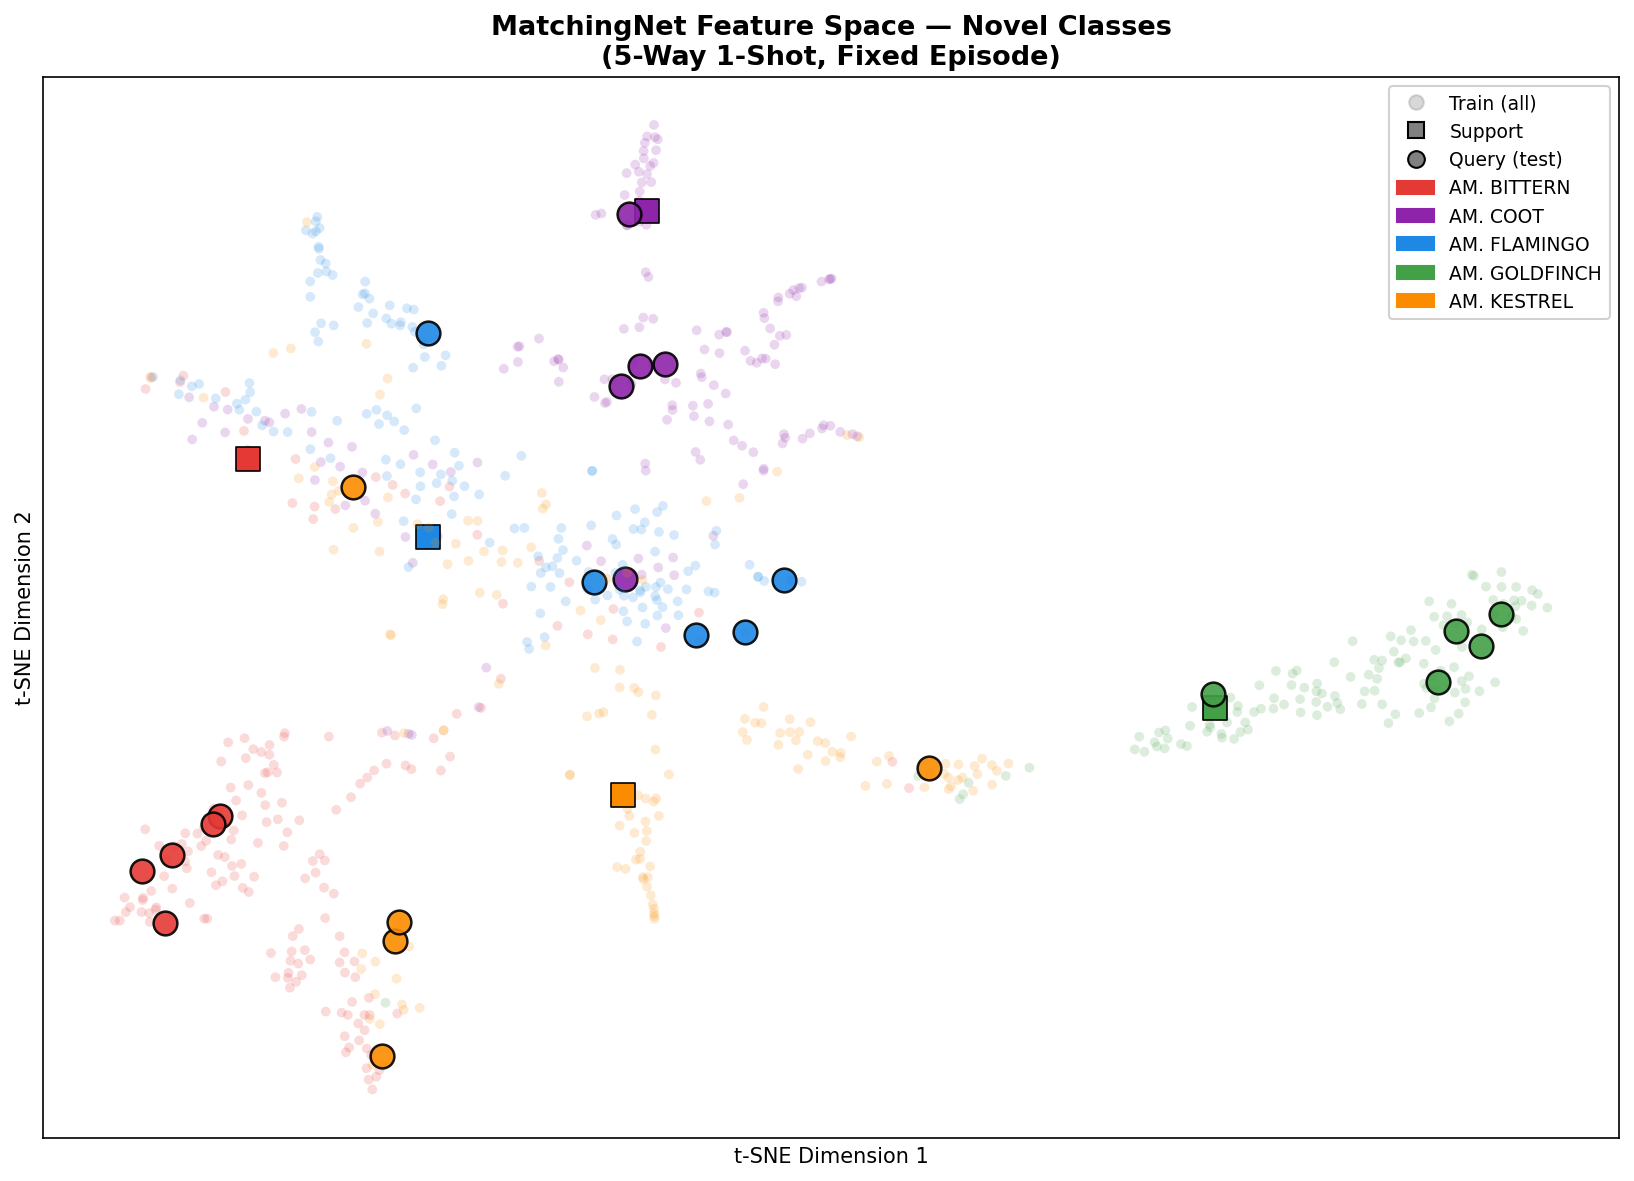 MatchingNet Feature Space — Novel Classes
(5-Way 1-Shot, Fixed Episode)
Train (all)
Support
Query (test)
AM. BITTERN
AM. COOT
AM. FLAMINGO
AM. GOLDFINCH
AM. KESTREL
t-SNE Dimension 2
t-SNE Dimension 1